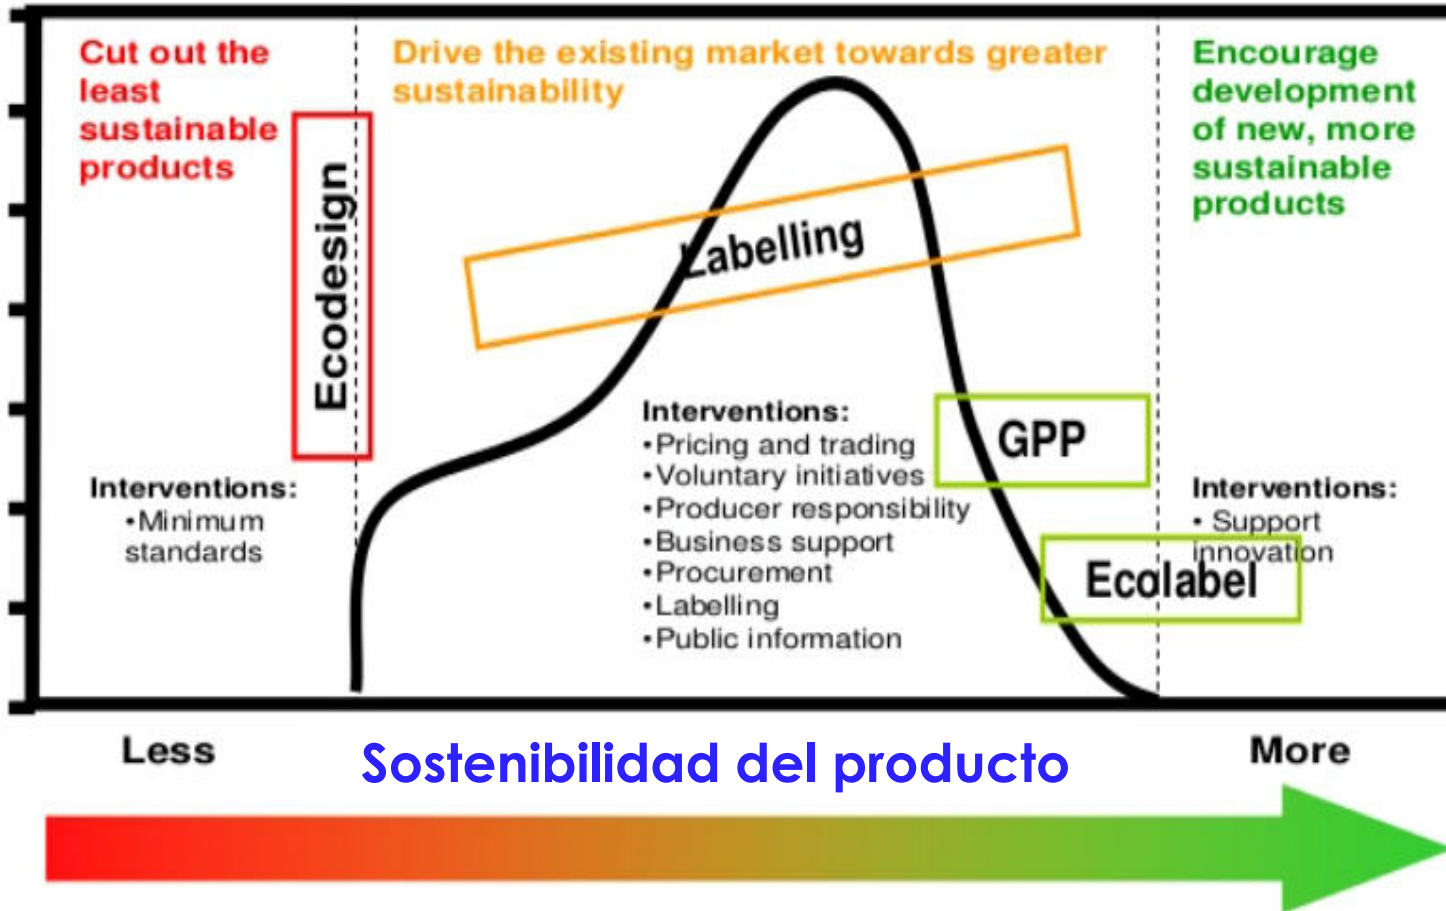 Cut out the
least
sustainable
products
Ecodesign
Interventions:
•Minimum
standards
Drive the existing market towards greater
sustainability
Labelling
Interventions:
•Pricing and trading
•Voluntary initiatives
•Producer responsibility
•Business support
•Procurement
•Labelling
•Public information
GPP
Ecolabel
Encourage
development
of new, more
sustainable
products
Interventions:
• Support
innovation
Less
Sostenibilidad del producto
More